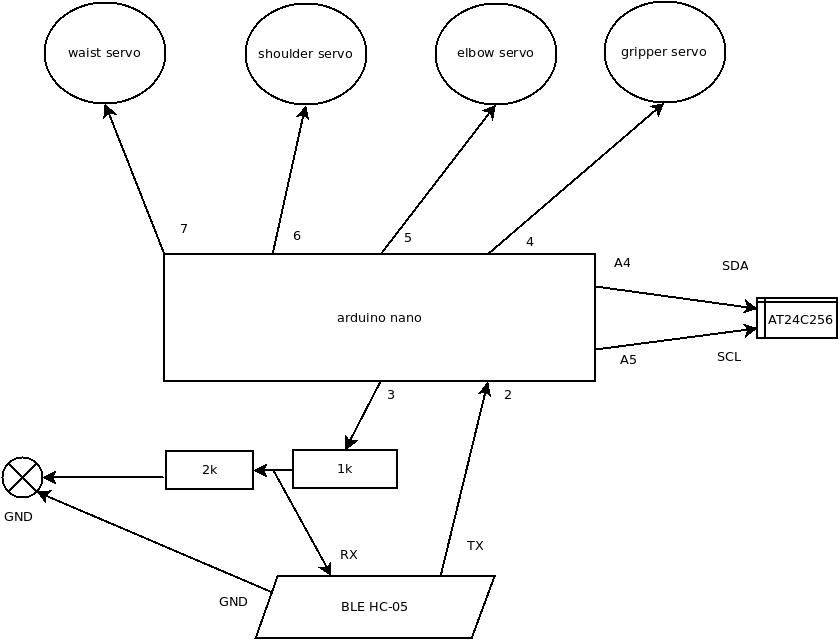 waist servo
shoulder servo
elbow servo
gripper servo
7
6
5
4
A4
SDA
arduino nano
AT24C256
A5
SCL
3
2
2k
1k
GND
RX
TX
GND
BLE HC-05